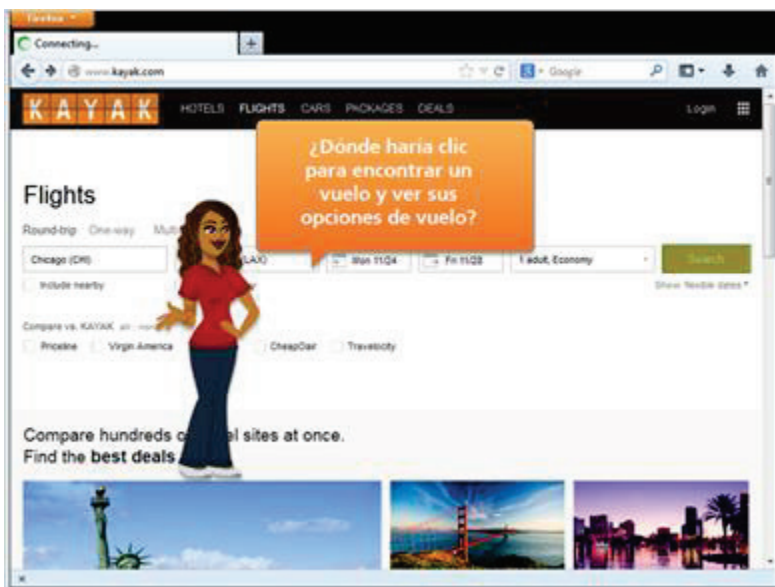 Firefox
Connecting...
www.kayak.com
Google
KAYAK HOTELS FLIGHTS CARS PACKAGES DEALS Login
¿Dónde haría clic
para encontrar un
vuelo y ver sus
opciones de vuelo?
Flights
Round-trip One-way
Chicago (CHI) (LAX) Mon 11/24 Fri 11/28 1 adult, Economy Search
Include nearby Show flexible dates
Compare vs. KAYAK all
Priceline Virgin America CheapOair Travelocity
Compare hundreds sites at once.
Find the best deals